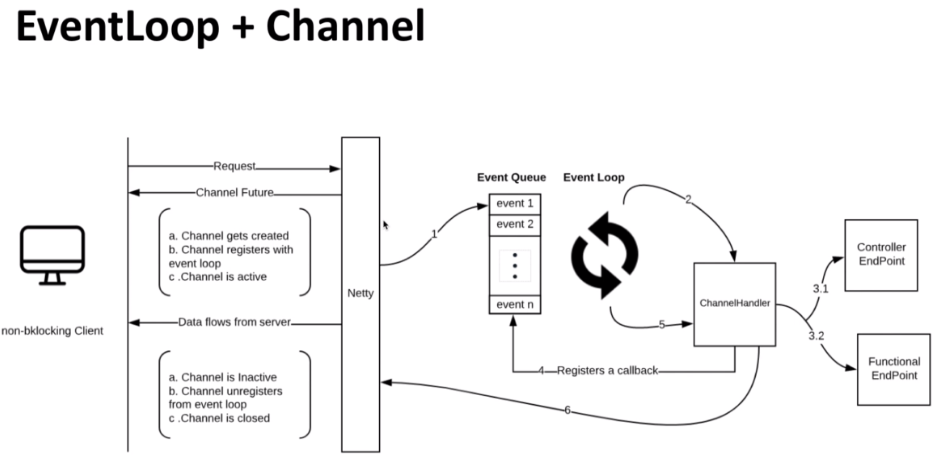 EventLoop + Channel
Request
Channel Future
a. Channel gets created
b. Channel registers with
event loop
c .Channel is active
non-bklocking Client
Data flows from server
a. Channel is Inactive
b. Channel unregisters
from event loop
c .Channel is closed
Netty
1
Event Queue
event 1
event 2
event n
Event Loop
2
5
4
Registers a callback
6
ChannelHandler
3.1
3.2
Controller
EndPoint
Functional
EndPoint